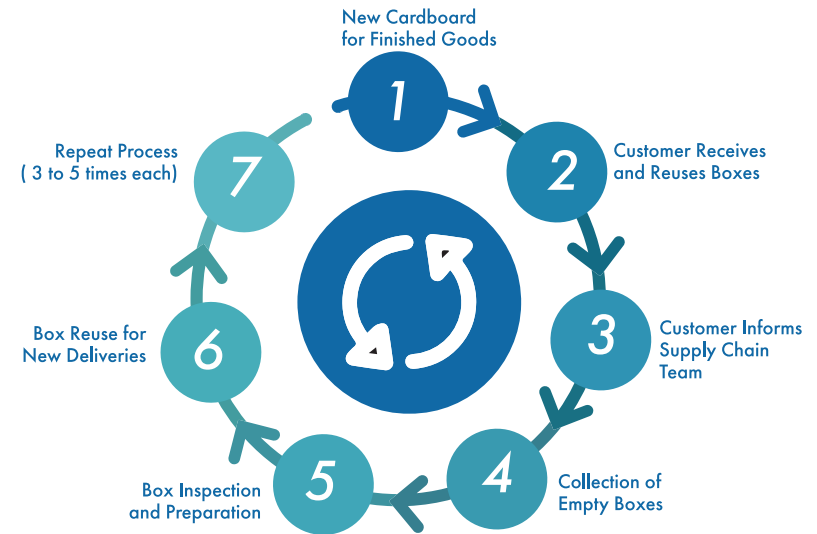 1
New Cardboard
for Finished Goods
2
Customer Receives
and Reuses Boxes
3
Customer Informs
Supply Chain
Team
4
Collection of
Empty Boxes
5
Box Inspection
and Preparation
6
Box Reuse for
New Deliveries
7
Repeat Process
( 3 to 5 times each)